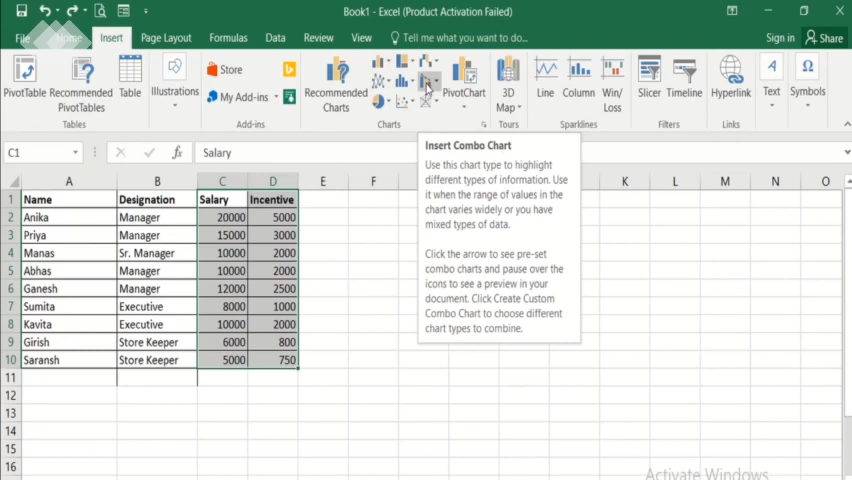 Book1 - Excel (Product Activation Failed)
File Home Insert Page Layout Formulas Data Review View Tell me what you want to do... Sign in Share
PivotTable Recommended PivotTables Table Illustrations Store My Add-ins Recommended Charts PivotChart 3D Map Line Column Win/ Loss Slicer Timeline Hyperlink Text Symbols
Tables Add-ins Charts Tours Sparklines Filters Links
C1 fx Salary
Insert Combo Chart
Use this chart type to highlight
different types of information. Use
it when the range of values in the
chart varies widely or you have
mixed types of data.
Click the arrow to see pre-set
combo charts and pause over the
icons to see a preview in your
document. Click Create Custom
Combo Chart to choose different
chart types to combine.
A B C D E F K L M N O
1 Name Designation Salary Incentive
2 Anika Manager 20000 5000
3 Priya Manager 15000 3000
4 Manas Sr. Manager 10000 2000
5 Abhas Manager 10000 2000
6 Ganesh Manager 12000 2500
7 Sumita Executive 8000 1000
8 Kavita Executive 10000 2000
9 Girish Store Keeper 6000 800
10 Saransh Store Keeper 5000 750
11
12
13
14
15
16
Activate Windows